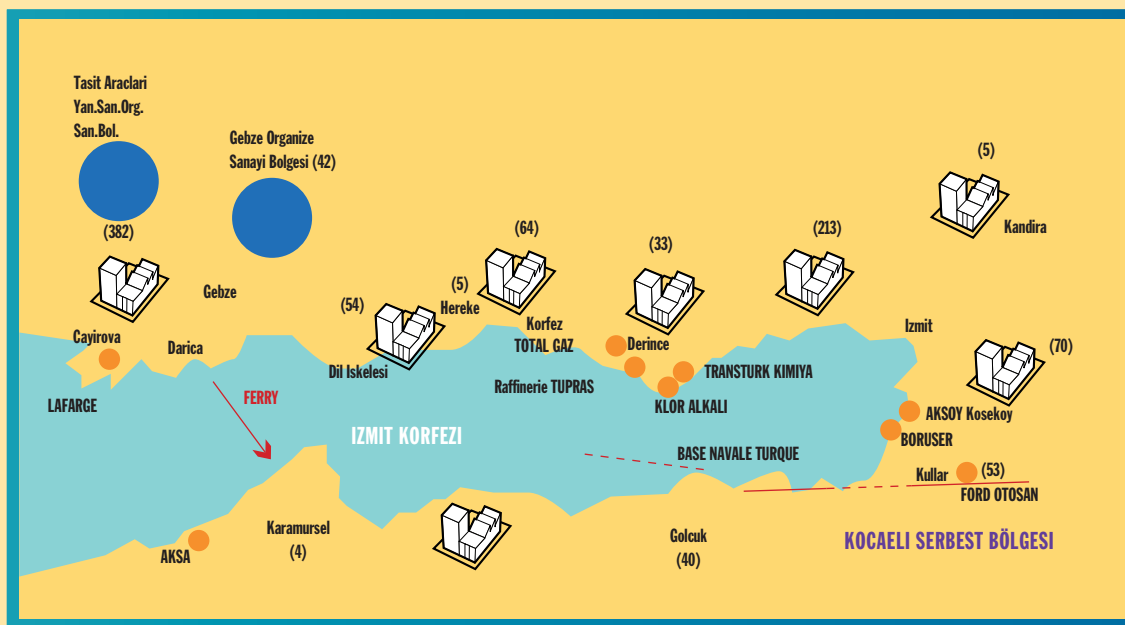 Tasit Araclari
Yan.San.Org.
San.Bol.
(382)
Gebze Organize
Sanayi Bolgesi (42)
(5)
Kandira
(64)
(33)
(213)
Gebze
(54)
(5)
Hereke
Korfez
TOTAL GAZ
Derince
Izmit
(70)
Cayirova
Darica
Dil Iskelesi
Raffinerie TUPRAS
TRANSTURK KIMIYA
KLOR ALKALI
LAFARGE
FERRY
IZMIT KORFEZI
AKSOY Kosekoy
BORUSER
BASE NAVALE TURQUE
Kullar
(53)
FORD OTOSAN
Karamursel
(4)
AKSA
Golcuk
(40)
KOCAELI SERBEST BÖLGESI